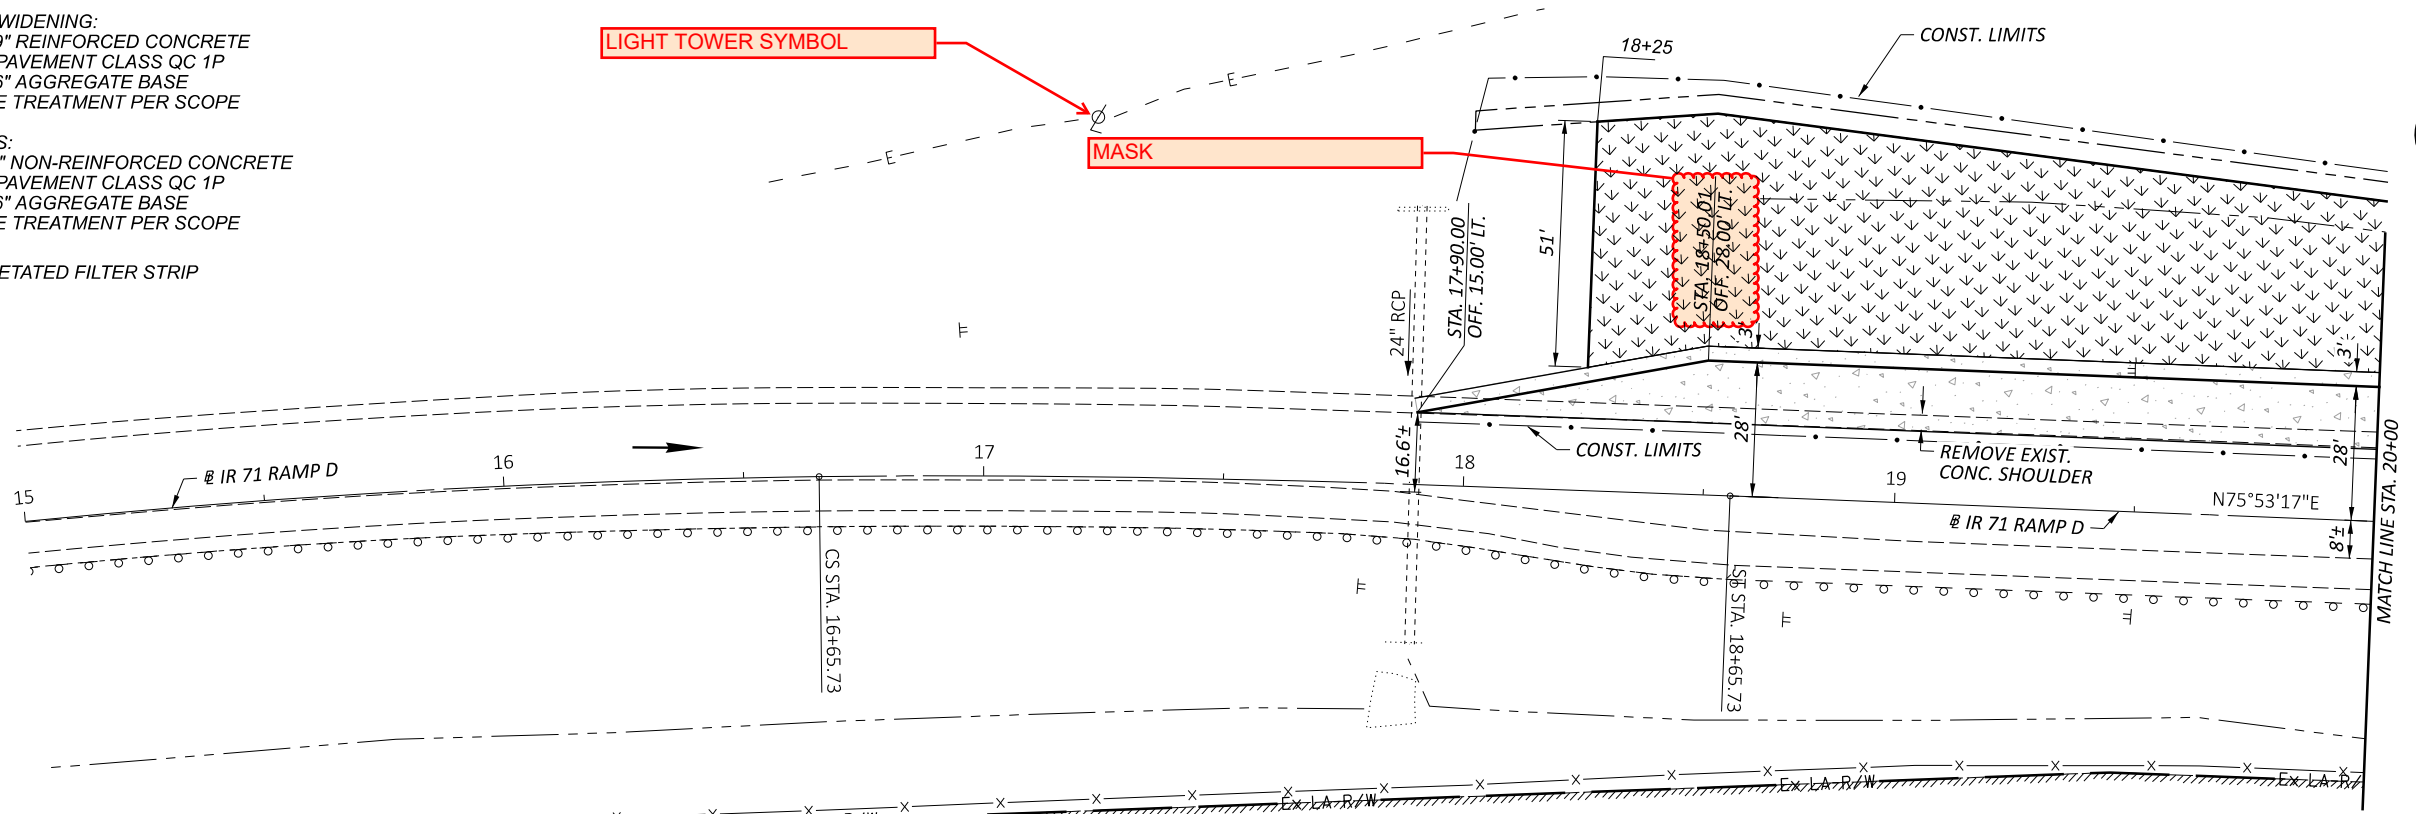 WIDENING:
9" REINFORCED CONCRETE
PAVEMENT CLASS QC 1P
6" AGGREGATE BASE
E TREATMENT PER SCOPE
S:
" NON-REINFORCED CONCRETE
PAVEMENT CLASS QC 1P
6" AGGREGATE BASE
E TREATMENT PER SCOPE
ETATED FILTER STRIP
LIGHT TOWER SYMBOL
MASK
E
E
18+25
CONST. LIMITS
51'
STA. 17+90.00
OFF. 15.00' LT.
STA. 18+50.01
OFF. 28.00' LT.
24" RCP
3'
3'
28'
28'
16.6'±
8'±
CONST. LIMITS
REMOVE EXIST.
CONC. SHOULDER
15
16
17
18
19
℄ IR 71 RAMP D
℄ IR 71 RAMP D
N75°53'17"E
MATCH LINE STA. 20+00
CS STA. 16+65.73
STA. 18+65.73
Ex LA R/W
Ex LA R/W
Ex LA R/